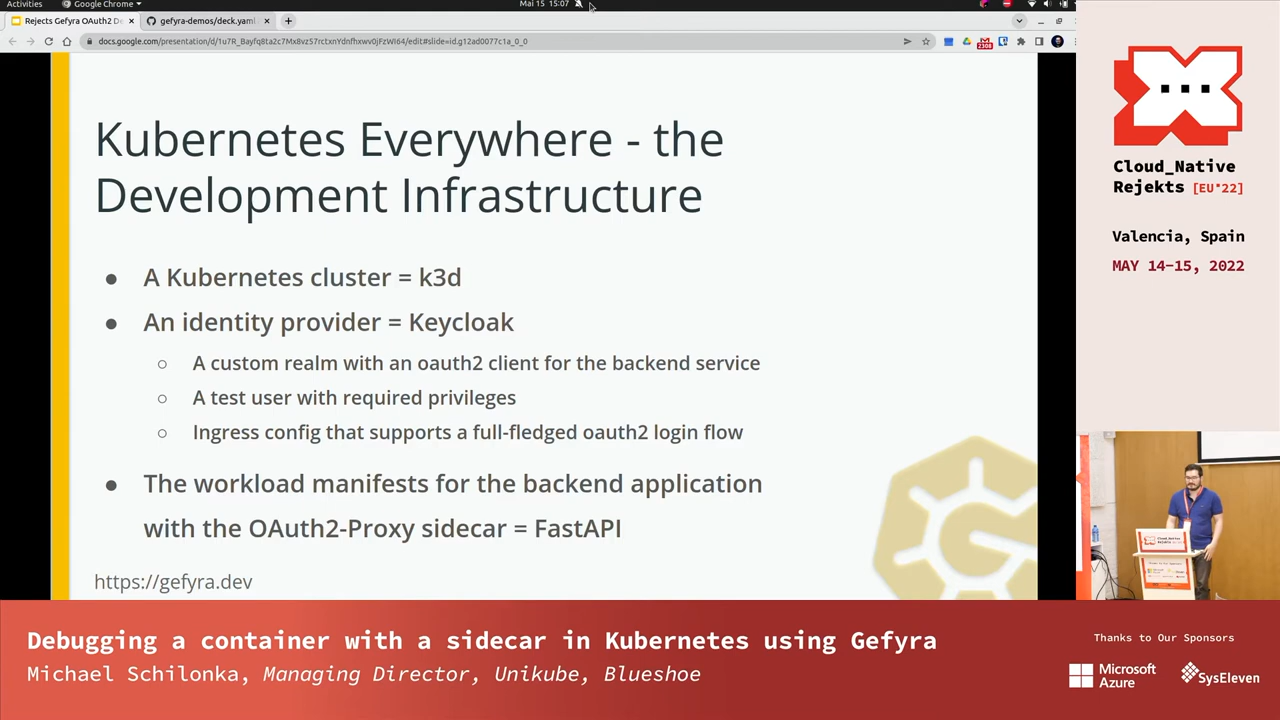 Activities
Google Chrome
Mai 15 15:07
Rejects Gefyra OAuth2 De
gefyra-demos/deck.yaml
docs.google.com/presentation/d/1u7R_Bayfq8ta2c7Mx8vz57rctxnYdnfhxwv0jFzWI64/edit#slide=id.g12ad0077c1a_0_0
2308
Kubernetes Everywhere - the
Development Infrastructure
● A Kubernetes cluster = k3d
● An identity provider = Keycloak
○ A custom realm with an oauth2 client for the backend service
○ A test user with required privileges
○ Ingress config that supports a full-fledged oauth2 login flow
● The workload manifests for the backend application
with the OAuth2-Proxy sidecar = FastAPI
https://gefyra.dev
Cloud_Native
Rejekts [EU*22]
Valencia, Spain
MAY 14-15, 2022
Cloud_Native
Rejekts
Debugging a container with a sidecar in Kubernetes using Gefyra
Michael Schilonka, Managing Director, Unikube, Blueshoe
Thanks to Our Sponsors
Microsoft
Azure
SysEleven